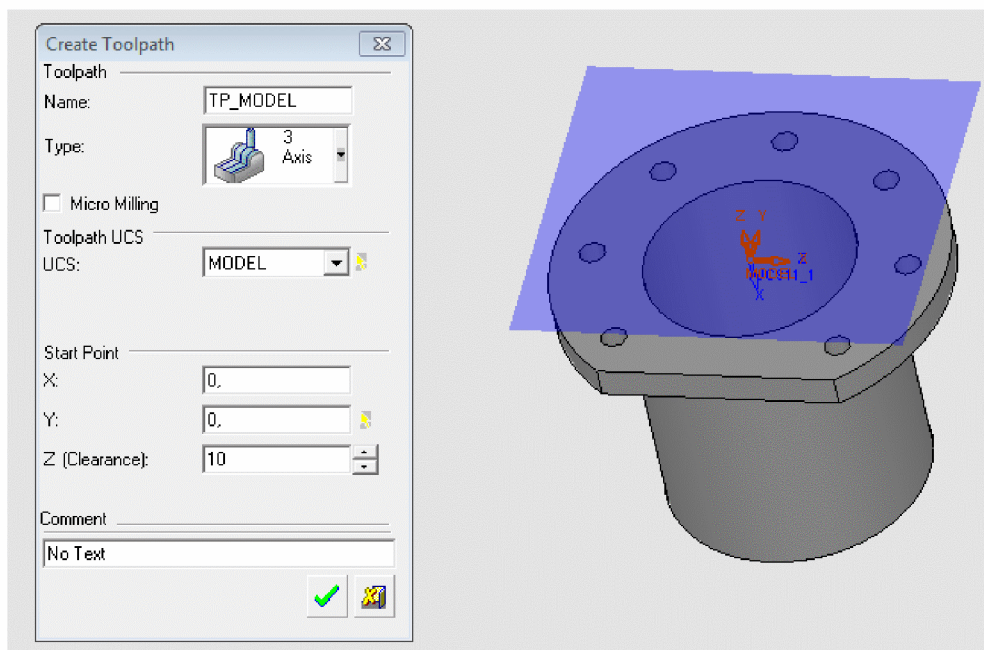 Create Toolpath
Toolpath
Name: TP_MODEL
Type: 3
Axis
Micro Milling
Toolpath UCS
UCS: MODEL
Start Point
X: 0,
Y: 0,
Z (Clearance): 10
Comment
No Text
Z Y
Z
X